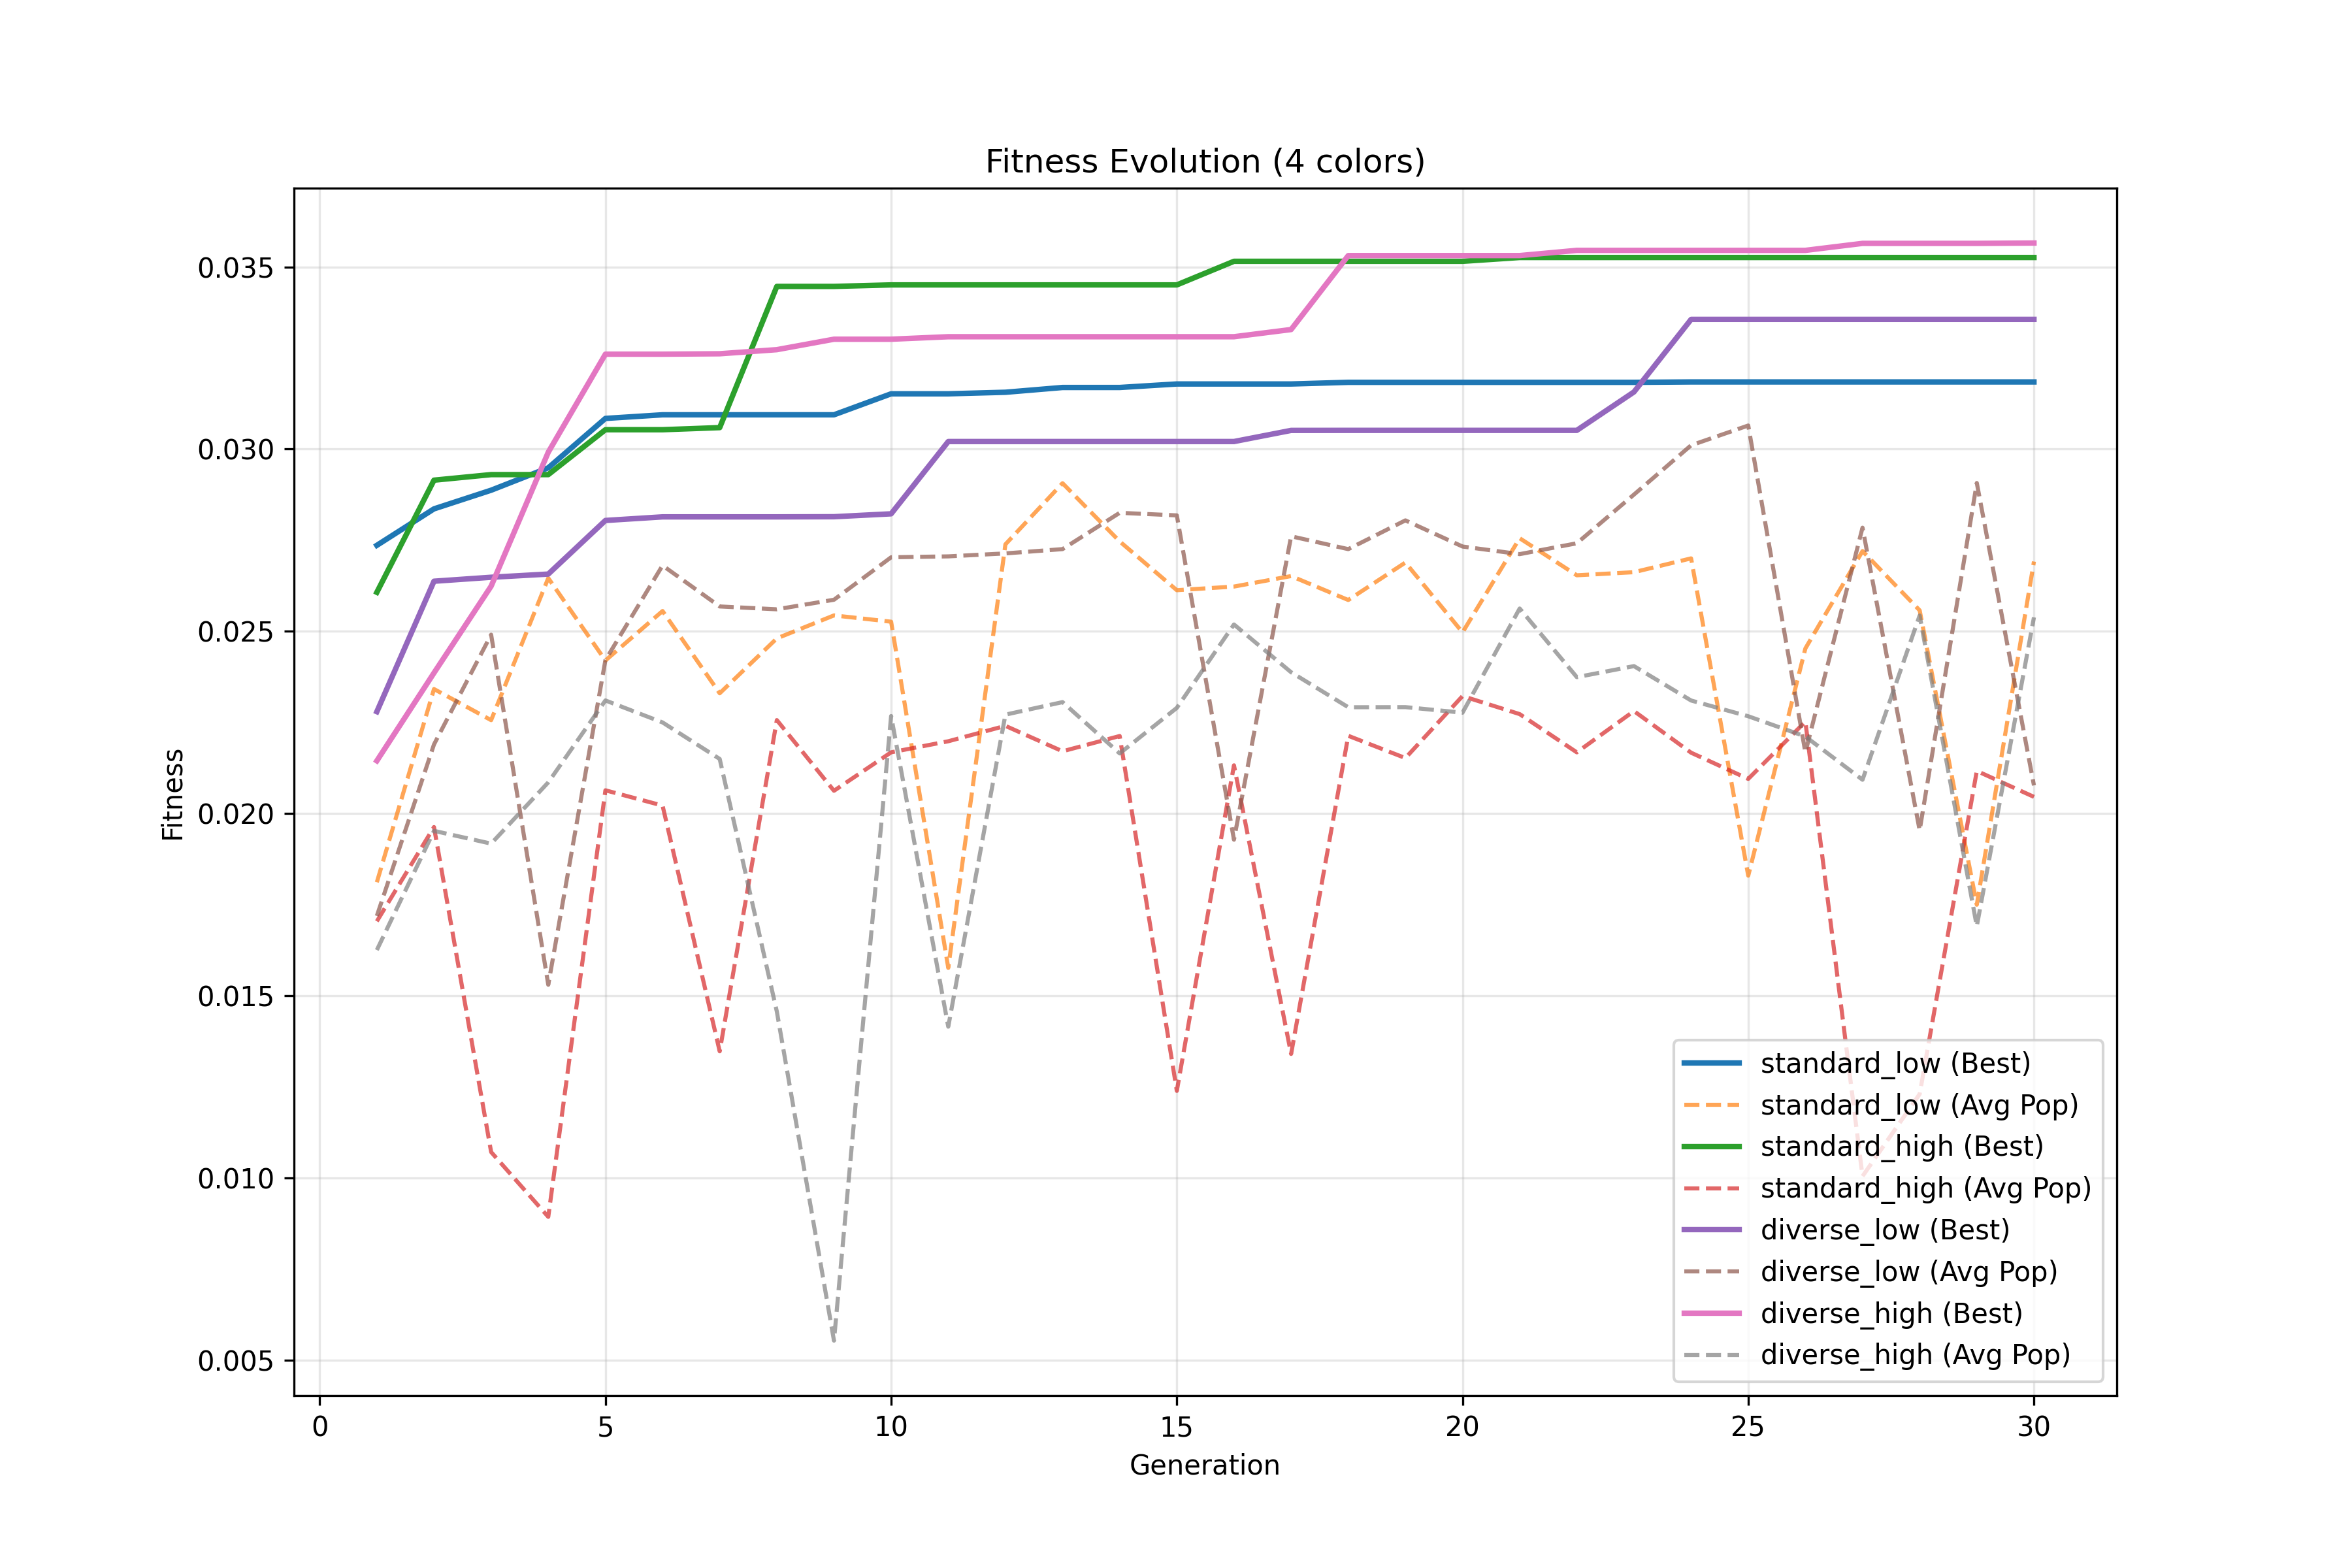 Fitness Evolution (4 colors)
Fitness
0.035
0.030
0.025
0.020
0.015
0.010
0.005
0
5
10
15
20
25
30
Generation
standard_low (Best)
standard_low (Avg Pop)
standard_high (Best)
standard_high (Avg Pop)
diverse_low (Best)
diverse_low (Avg Pop)
diverse_high (Best)
diverse_high (Avg Pop)